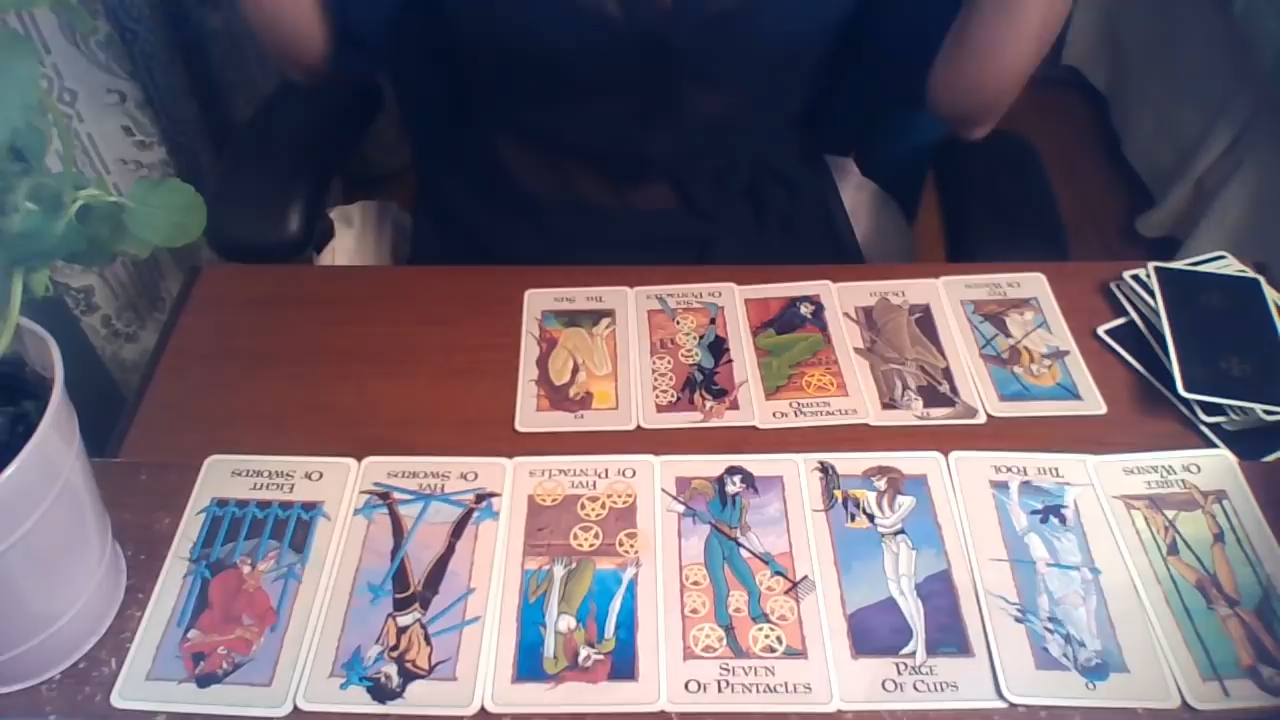 THE SUN
SIX
OF PENTACLES
QUEEN
OF PENTACLES
DEATH
OF WANDS
EIGHT
OF SWORDS
FIVE
OF SWORDS
FIVE
OF PENTACLES
SEVEN
OF PENTACLES
PAGE
OF CUPS
THE FOOL
0
THREE
OF WANDS